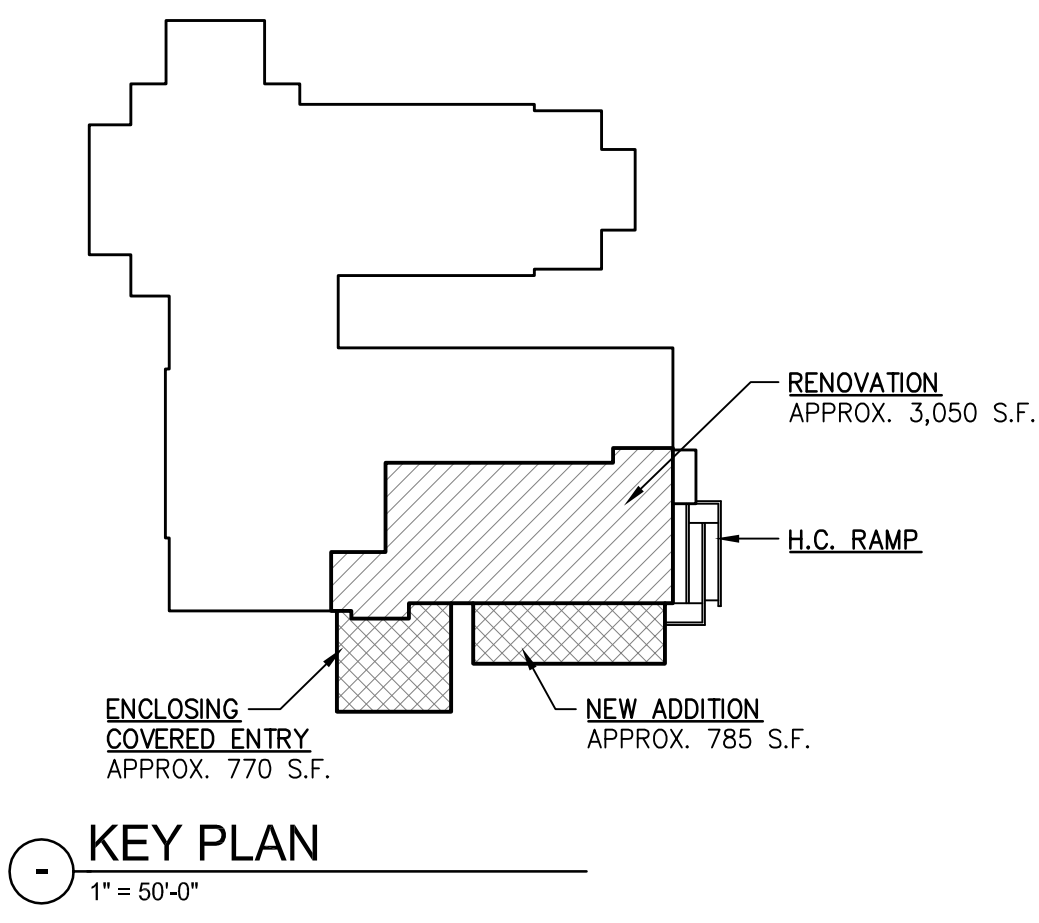 RENOVATION
APPROX. 3,050 S.F.
H.C. RAMP
ENCLOSING
COVERED ENTRY
APPROX. 770 S.F.
NEW ADDITION
APPROX. 785 S.F.
-
KEY PLAN
1" = 50'-0"